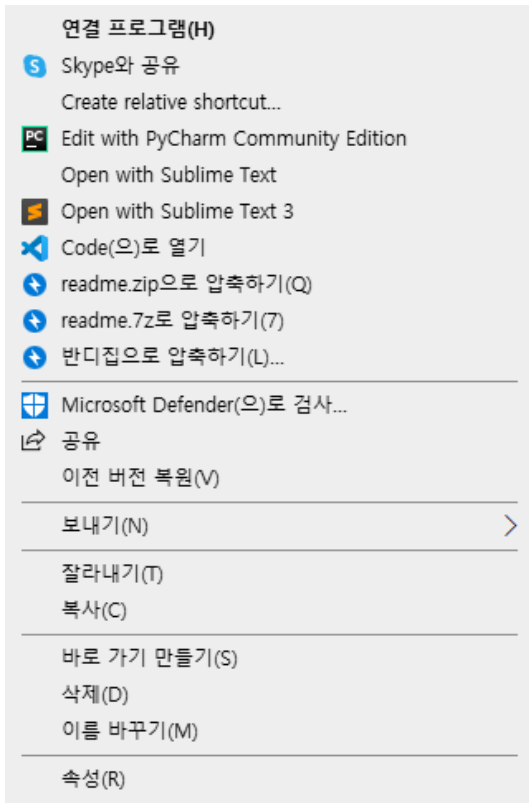 연결 프로그램(H)
Skype와 공유
Create relative shortcut...
PC
Edit with PyCharm Community Edition
Open with Sublime Text
Open with Sublime Text 3
Code(으)로 열기
readme.zip으로 압축하기(Q)
readme.7z로 압축하기(7)
반디집으로 압축하기(L)...
Microsoft Defender(으)로 검사...
공유
이전 버전 복원(V)
보내기(N)
잘라내기(T)
복사(C)
바로 가기 만들기(S)
삭제(D)
이름 바꾸기(M)
속성(R)